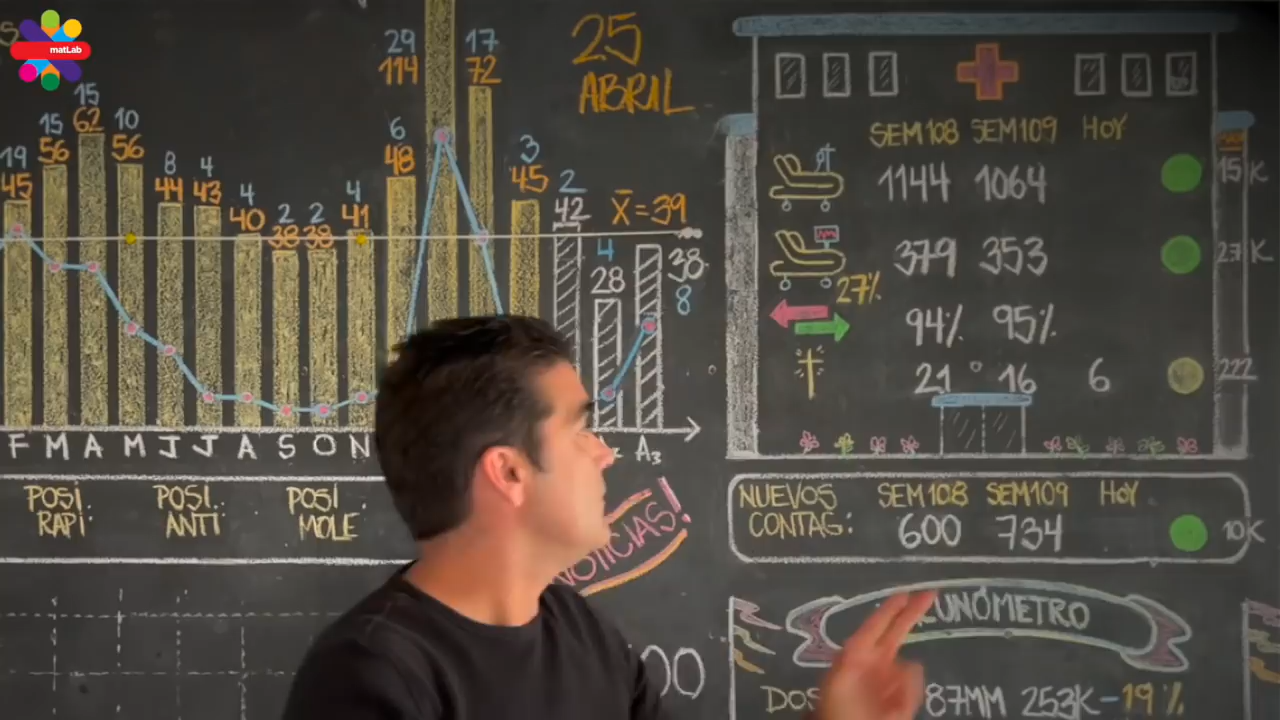 matLab
25
ABRIL
29
114
17
72
15
62
15
56
10
56
19
45
8
44
4
43
4
40
2
38
2
38
4
41
6
48
3
45
2
42
X̄=39
4
28
38
8
F M A M J J A S O N A3
POSI. RAPI:
POSI. ANTI:
POSI MOLE
SEM108 SEM109 HOY
1144 1064 15K
379 353 27K
27%
94% 95%
21 16 6 222
NUEVOS CONTAG: SEM108 SEM109 HOY
600 734 10K
NOTICIAS!
00
87MM 253K-19%